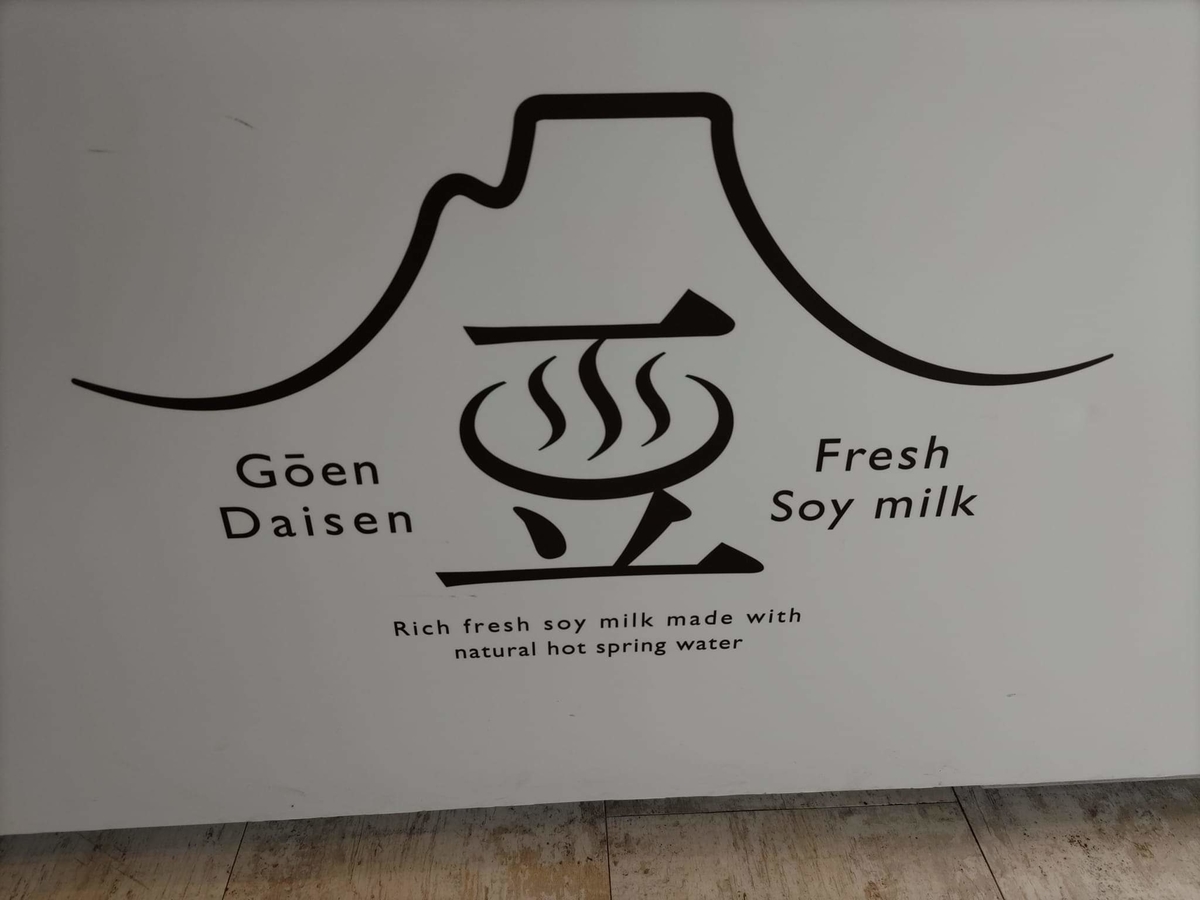 豆
Gōen
Daisen
Fresh
Soy milk
Rich fresh soy milk made with
natural hot spring water